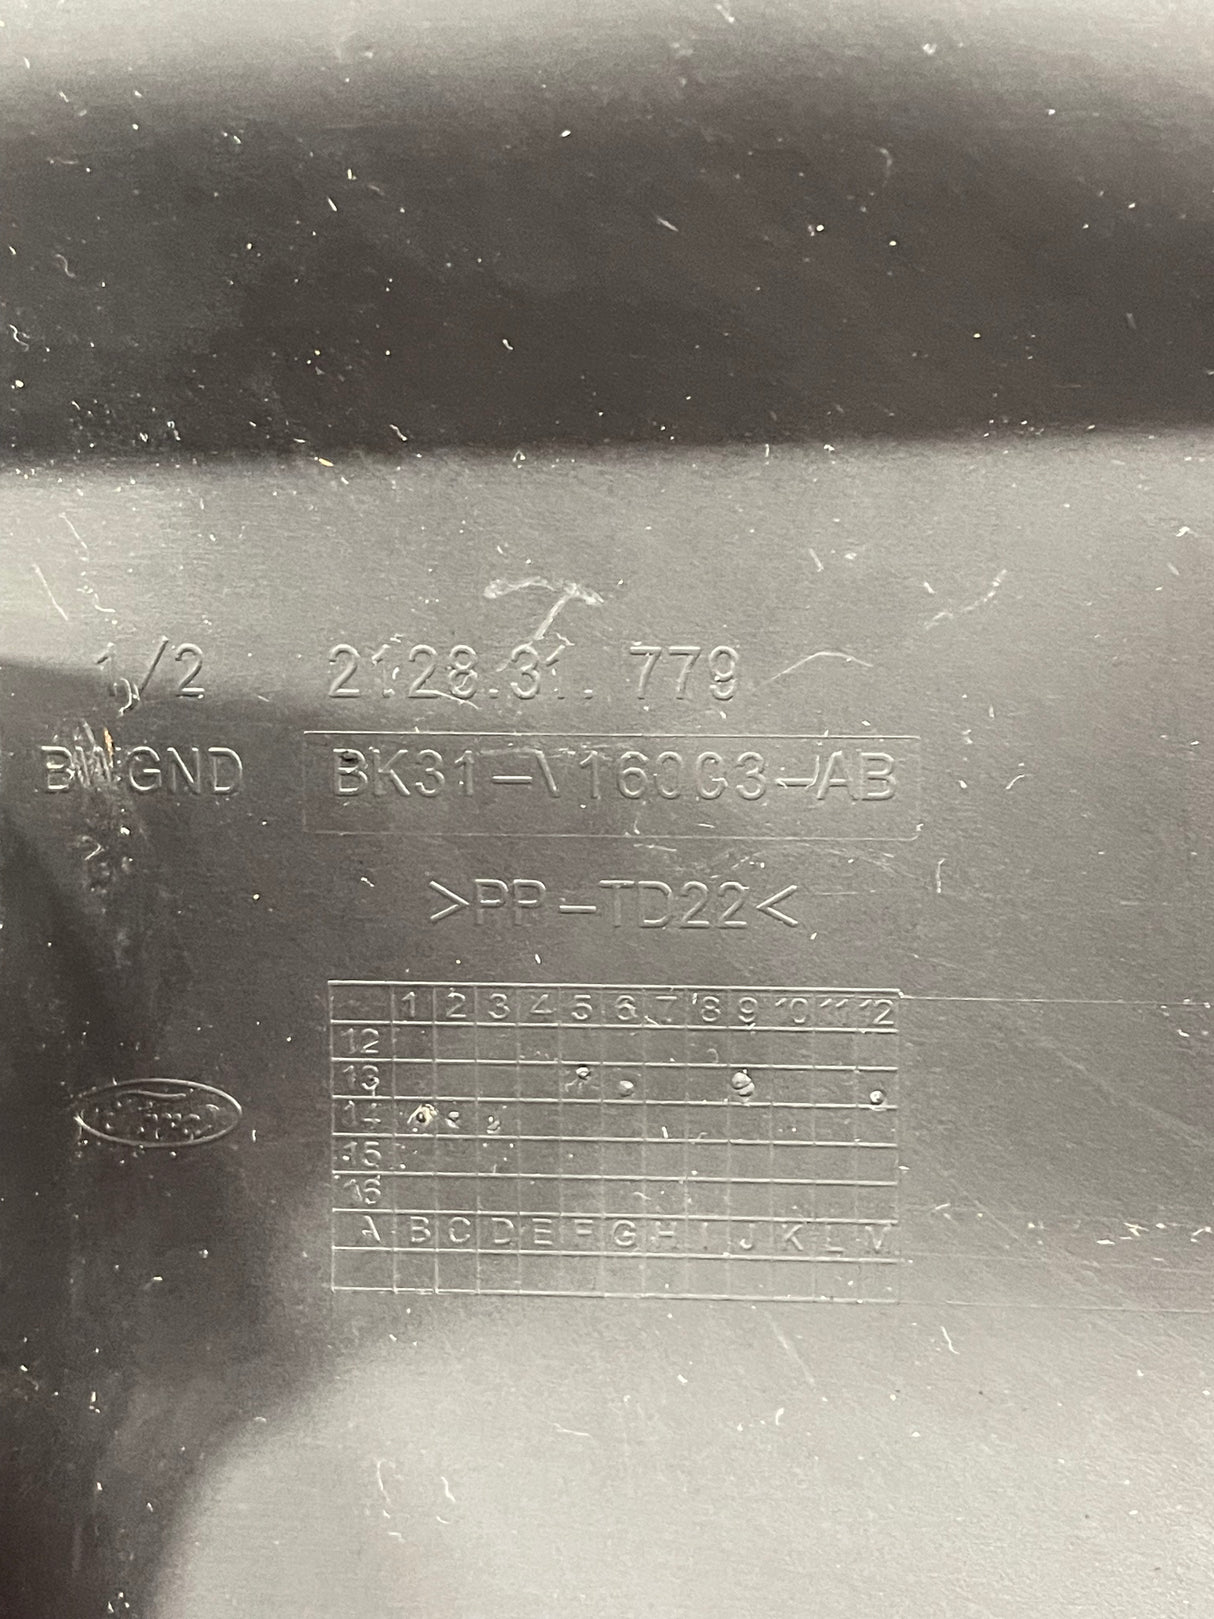 1/2 2128.31. 779
BWGND BK31-V16003-AB
>PP-TD22<
1 2 3 4 5 6 7 8 9 10 11 12
12
13
Ford
14
15
16
A B C D E F G H I J K L M